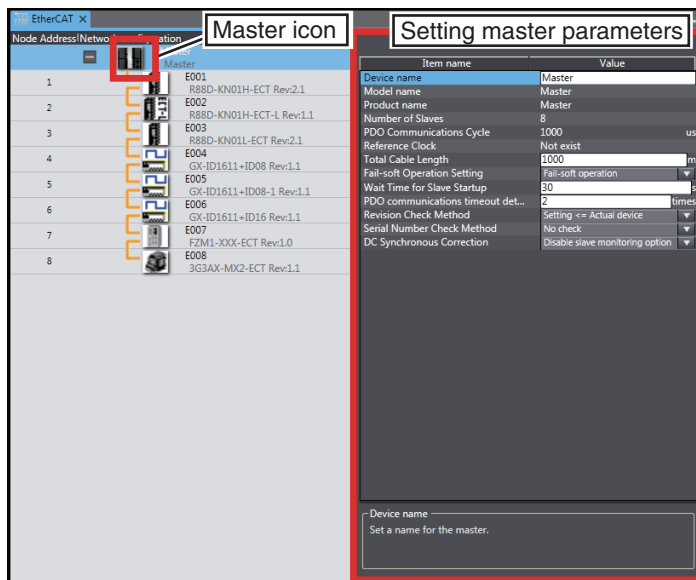 EtherCAT ×
Master icon
Setting master parameters
Node Address|Network
ration
Master
Item name Value
Device name Master
Model name Master
Product name Master
Number of Slaves 8
PDO Communications Cycle 1000 us
Reference Clock Not exist
Total Cable Length 1000 m
Fail-soft Operation Setting Fail-soft operation
Wait Time for Slave Startup 30 s
PDO communications timeout det... 2 times
Revision Check Method Setting <= Actual device
Serial Number Check Method No check
DC Synchronous Correction Disable slave monitoring option
1 E001
R88D-KN01H-ECT Rev:2.1
2 E002
R88D-KN01H-ECT-L Rev:1.1
3 E003
R88D-KN01L-ECT Rev:2.1
4 E004
GX-ID1611+ID08 Rev:1.1
5 E005
GX-ID1611+ID08-1 Rev:1.1
6 E006
GX-ID1611+ID16 Rev:1.1
7 E007
FZM1-XXX-ECT Rev:1.0
8 E008
3G3AX-MX2-ECT Rev:1.1
ECT-L
Device name
Set a name for the master.